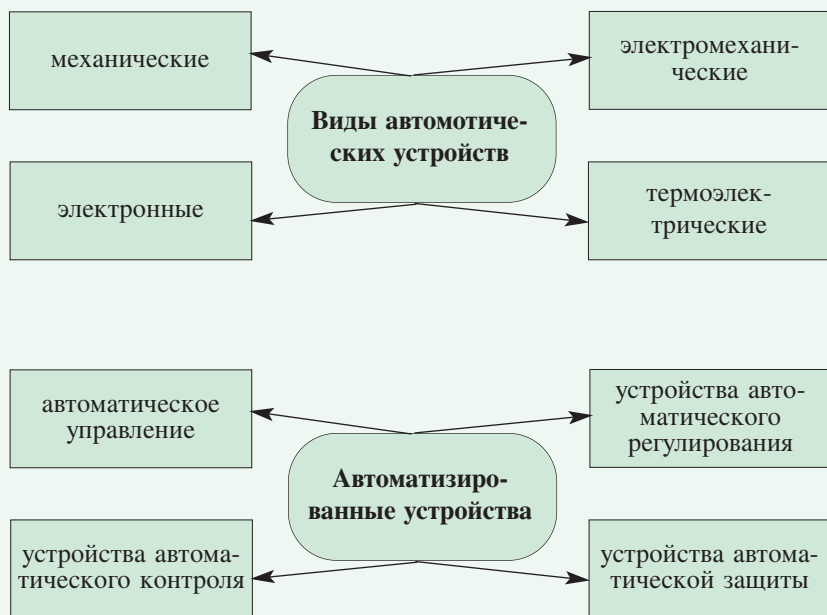 механические
электромехани-
ческие
Виды автомотиче-
ских устройств
электронные
термоэлек-
трические
автоматическое
управление
устройства авто-
матического
регулирования
Автоматизиро-
ванные устройства
устройства автома-
тического контроля
устройства автома-
тической защиты